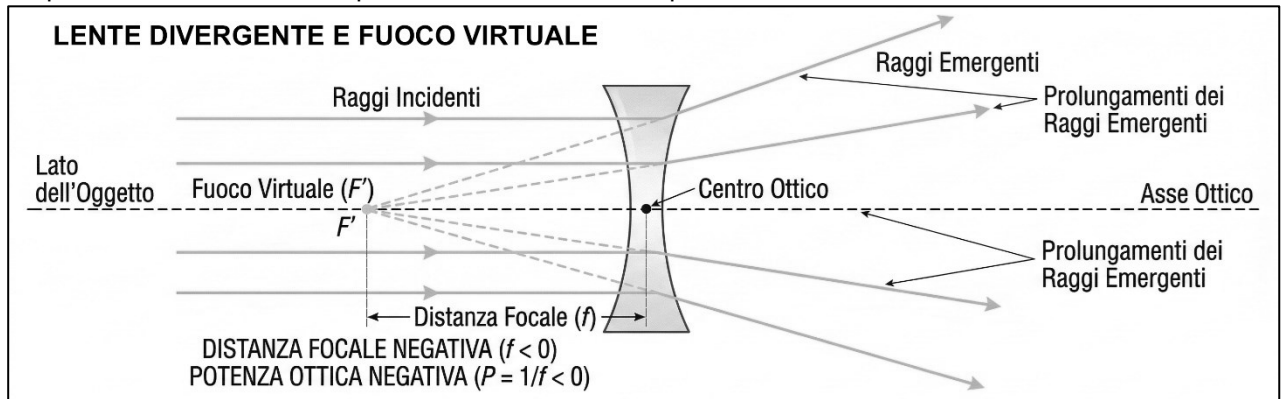 LENTE DIVERGENTE E FUOCO VIRTUALE
Raggi Emergenti
Raggi Incidenti
Prolungamenti dei
Raggi Emergenti
Lato
dell'Oggetto
Fuoco Virtuale (F')
Centro Ottico
Asse Ottico
F'
Prolungamenti dei
Raggi Emergenti
Distanza Focale (f)
DISTANZA FOCALE NEGATIVA (f < 0)
POTENZA OTTICA NEGATIVA (P = 1/f < 0)